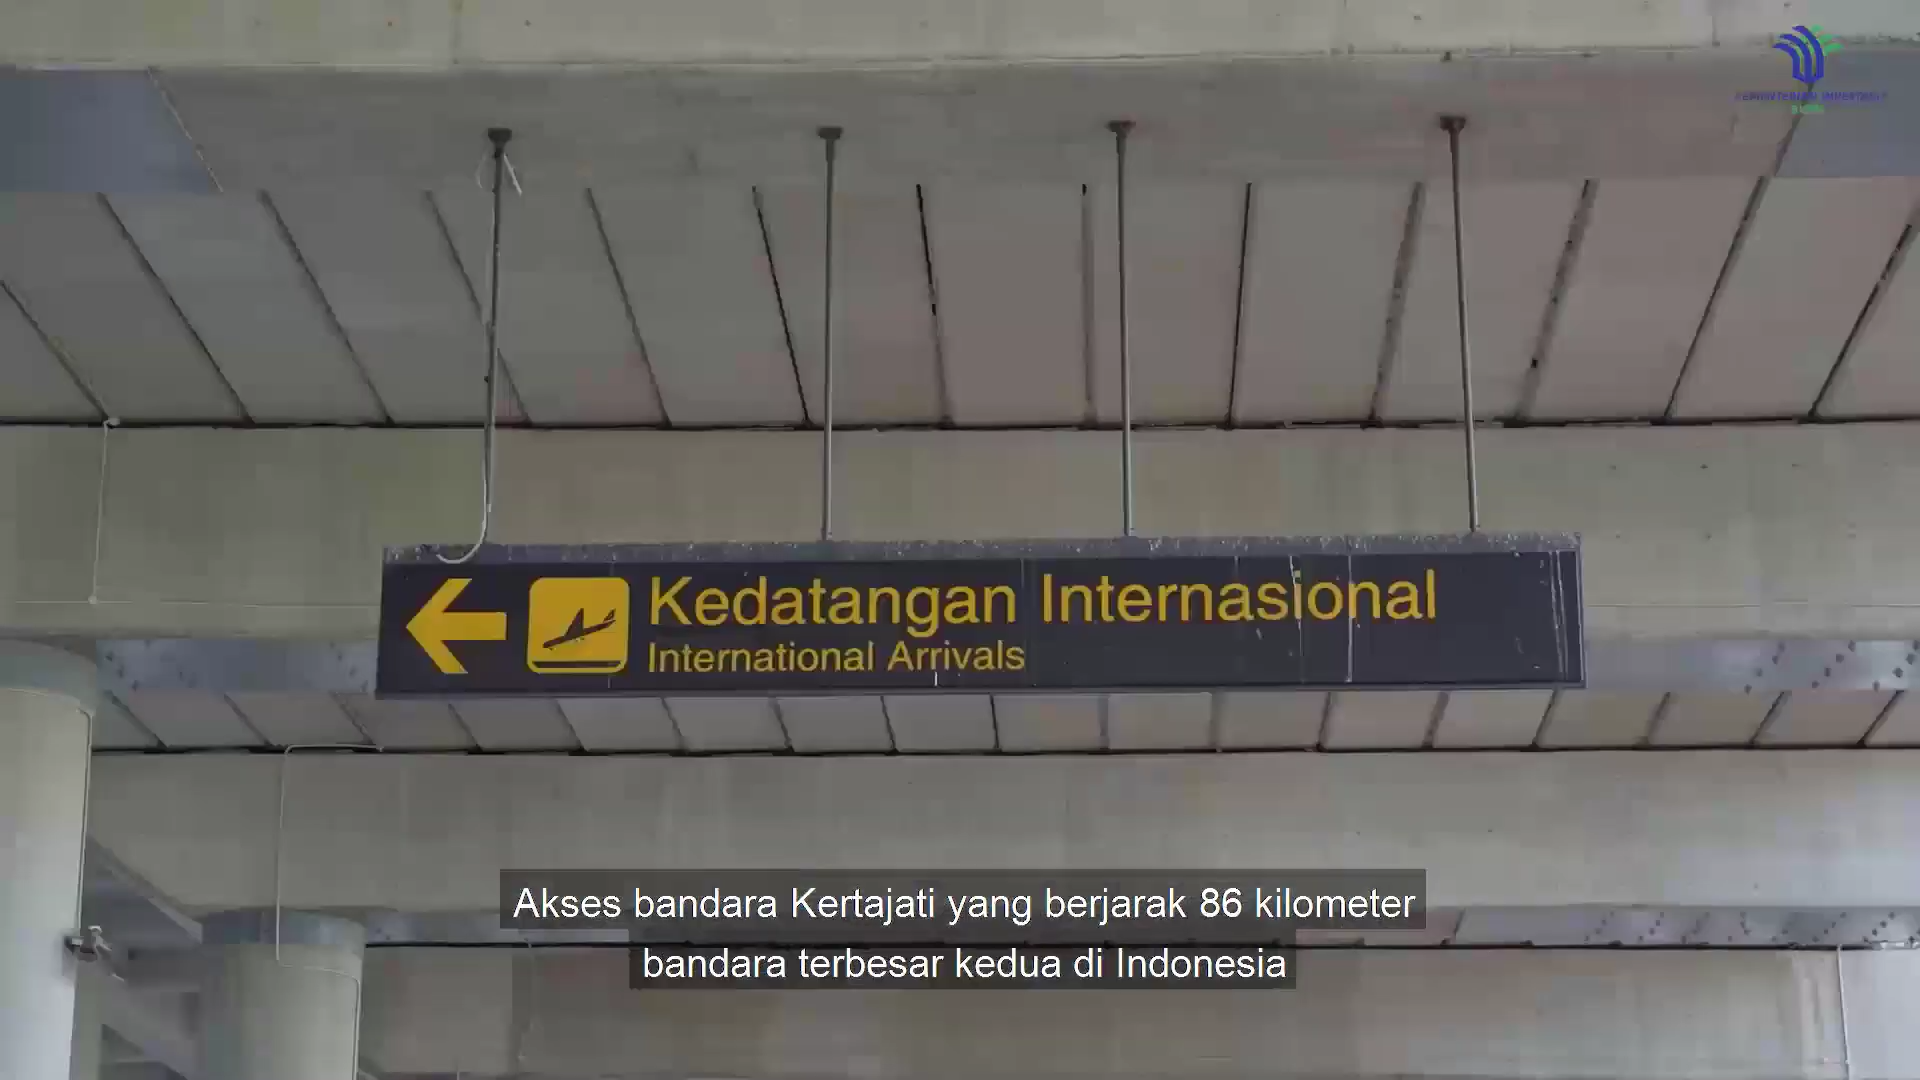 Kedatangan Internasional
International Arrivals
Akses bandara Kertajati yang berjarak 86 kilometer
bandara terbesar kedua di Indonesia